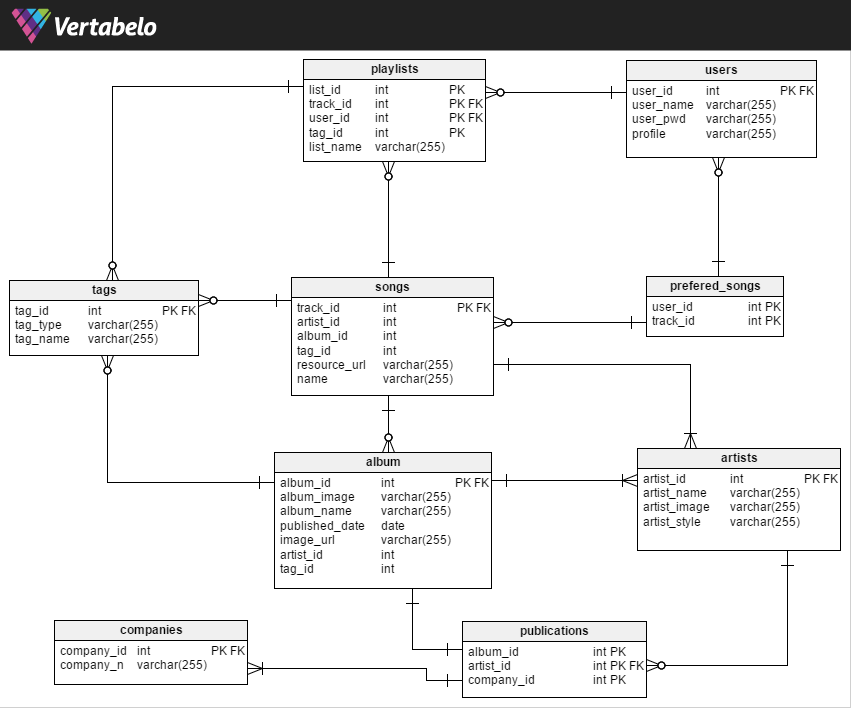 Vertabelo
playlists
list_id int PK
track_id int PK FK
user_id int PK FK
tag_id int PK
list_name varchar(255)
users
user_id int PK FK
user_name varchar(255)
user_pwd varchar(255)
profile varchar(255)
tags
tag_id int PK FK
tag_type varchar(255)
tag_name varchar(255)
songs
track_id int PK FK
artist_id int
album_id int
tag_id int
resource_url varchar(255)
name varchar(255)
prefered_songs
user_id int PK
track_id int PK
album
album_id int PK FK
album_image varchar(255)
album_name varchar(255)
published_date date
image_url varchar(255)
artist_id int
tag_id int
artists
artist_id int PK FK
artist_name varchar(255)
artist_image varchar(255)
artist_style varchar(255)
companies
company_id int PK FK
company_n varchar(255)
publications
album_id int PK
artist_id int PK FK
company_id int PK